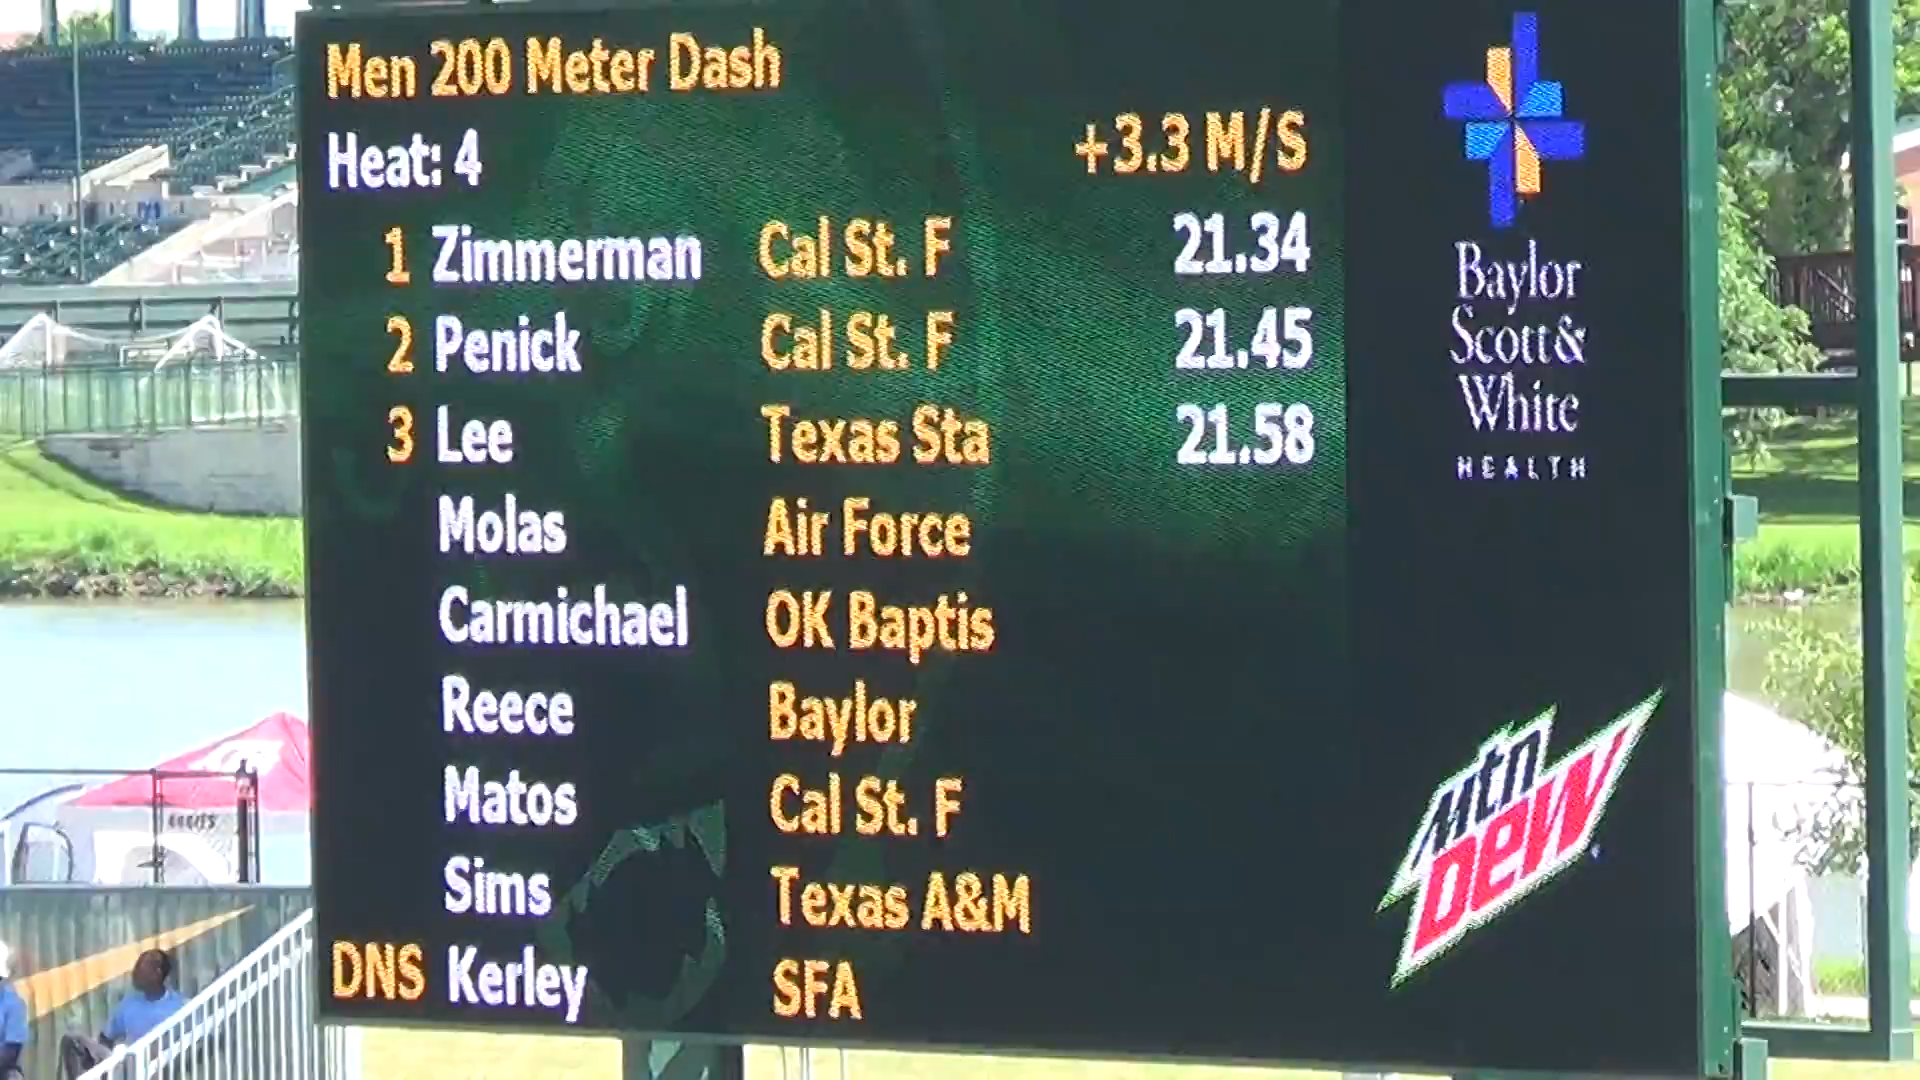 Men 200 Meter Dash
Heat: 4 +3.3 M/S
1 Zimmerman Cal St. F 21.34
2 Penick Cal St. F 21.45
3 Lee Texas Sta 21.58
Molas Air Force
Carmichael OK Baptis
Reece Baylor
Matos Cal St. F
Sims Texas A&M
DNS Kerley SFA
Baylor
Scott &
White
HEALTH
Mtn
DEW